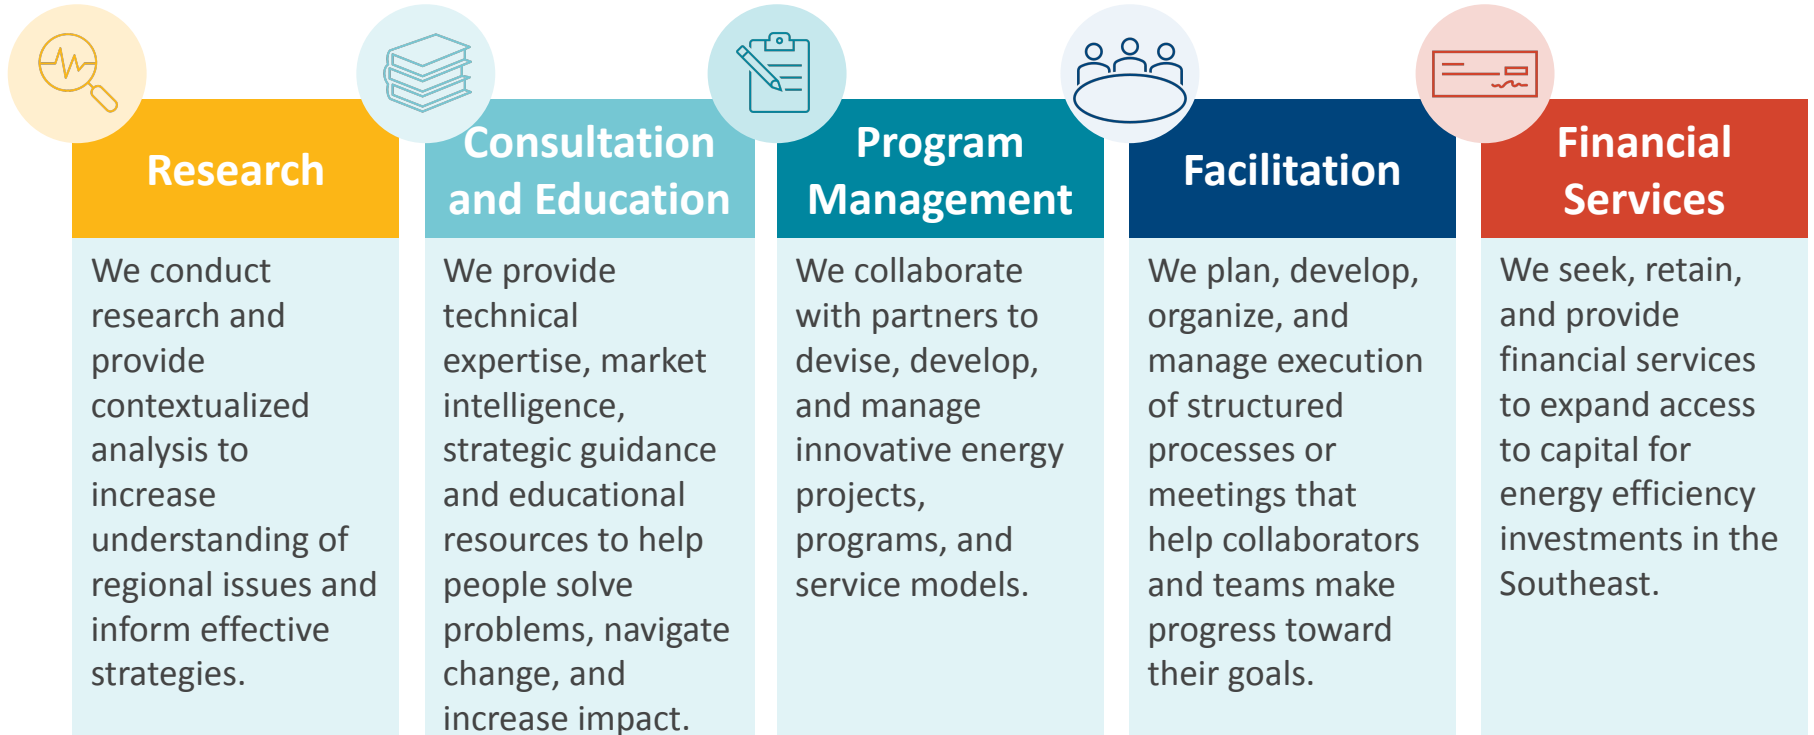 Research
We conduct
research and
provide
contextualized
analysis to
increase
understanding of
regional issues and
inform effective
strategies.
Consultation
and Education
We provide
technical
expertise, market
intelligence,
strategic guidance
and educational
resources to help
people solve
problems, navigate
change, and
increase impact.
Program
Management
We collaborate
with partners to
devise, develop,
and manage
innovative energy
projects,
programs, and
service models.
Facilitation
We plan, develop,
organize, and
manage execution
of structured
processes or
meetings that
help collaborators
and teams make
progress toward
their goals.
Financial
Services
We seek, retain,
and provide
financial services
to expand access
to capital for
energy efficiency
investments in the
Southeast.